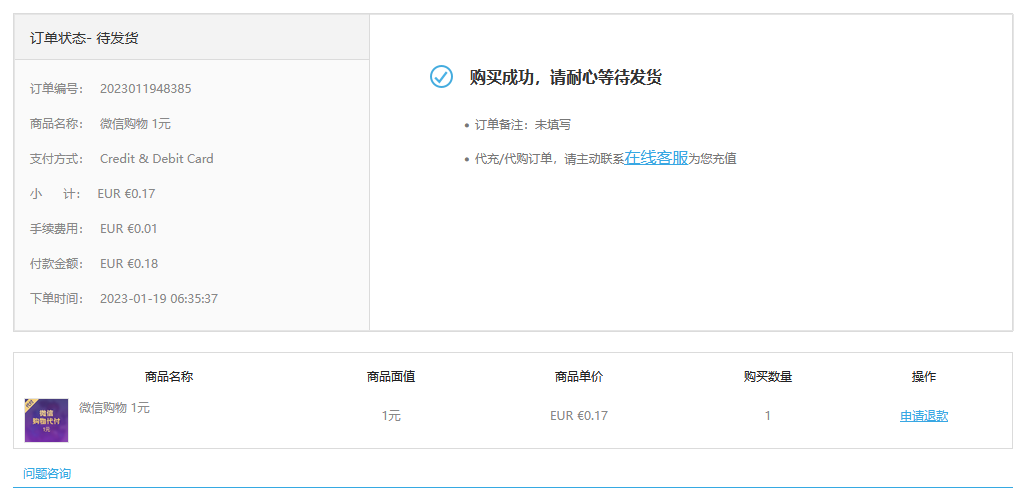 订单状态- 待发货
订单编号： 2023011948385
商品名称： 微信购物 1元
支付方式： Credit & Debit Card
小 计： EUR €0.17
手续费用： EUR €0.01
付款金额： EUR €0.18
下单时间： 2023-01-19 06:35:37
购买成功，请耐心等待发货
• 订单备注：未填写
• 代充/代购订单，请主动联系在线客服为您充值
商品名称 商品面值 商品单价 购买数量 操作
微信
购物代付
1元
微信购物 1元 1元 EUR €0.17 1 申请退款
问题咨询